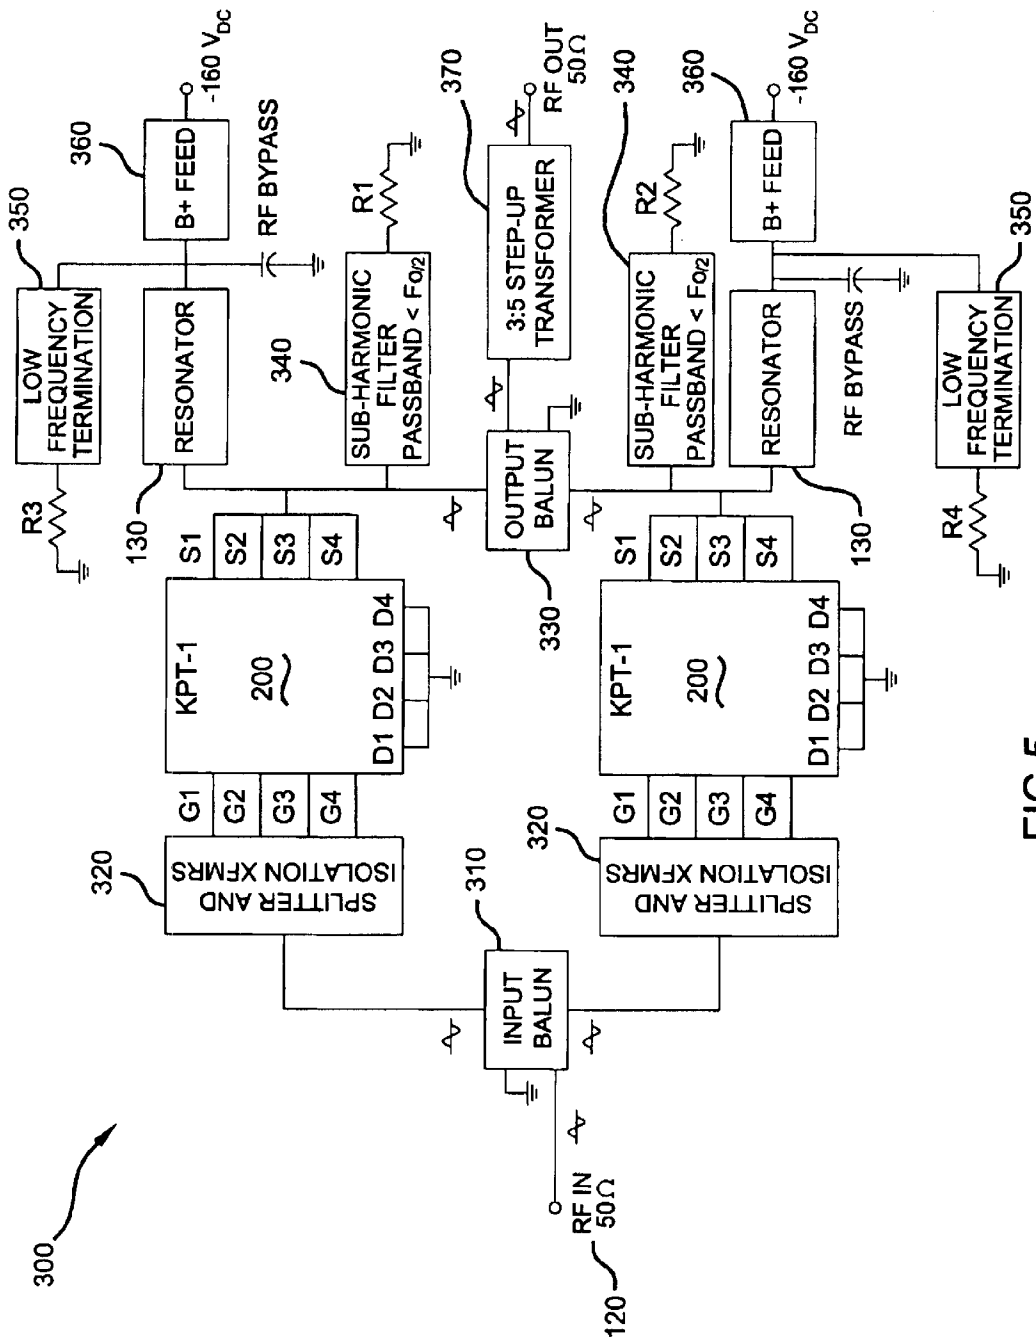 300
120
RF IN
50Ω
INPUT
BALUN
310
320
SPLITTER AND
ISOLATION XFMRS
G1
G2
G3
G4
KPT-1
200
D1 D2 D3 D4
S1
S2
S3
S4
R3
LOW
FREQUENCY
TERMINATION
350
130
RESONATOR
360
B+ FEED
-160 VDC
RF BYPASS
340
SUB-HARMONIC
FILTER
PASSBAND < Fo/2
R1
330
OUTPUT
BALUN
3:5 STEP-UP
TRANSFORMER
370
RF OUT
50Ω
320
SPLITTER AND
ISOLATION XFMRS
G1
G2
G3
G4
KPT-1
200
D1 D2 D3 D4
S1
S2
S3
S4
340
SUB-HARMONIC
FILTER
PASSBAND < Fo/2
R2
130
RESONATOR
360
B+ FEED
-160 VDC
RF BYPASS
R4
LOW
FREQUENCY
TERMINATION
350